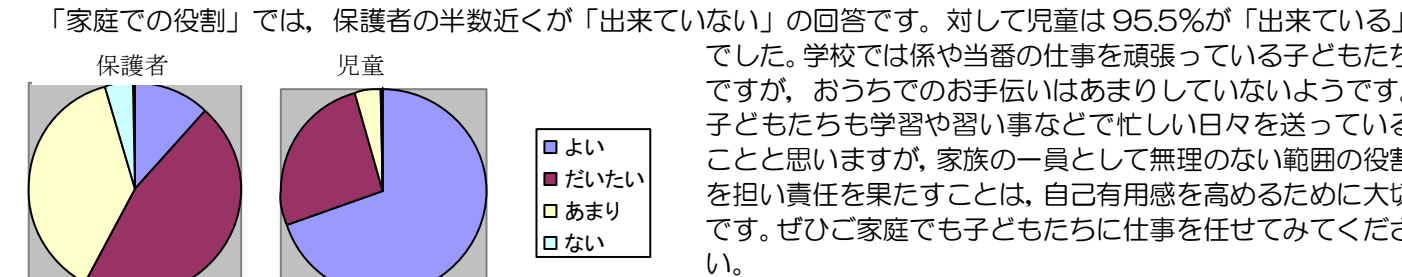 「家庭での役割」では，保護者の半数近くが「出来ていない」の回答です。対して児童は95.5％が「出来ている」
でした。学校では係や当番の仕事を頑張っている子どもたち
ですが，おうちでのお手伝いはあまりしていないようです。
子どもたちも学習や習い事などで忙しい日々を送っている
ことと思いますが，家族の一員として無理のない範囲の役割
を担い責任を果たすことは，自己有用感を高めるために大切
です。ぜひご家庭でも子どもたちに仕事を任せてみてくださ
い。
保護者
児童
よい
だいたい
あまり
ない